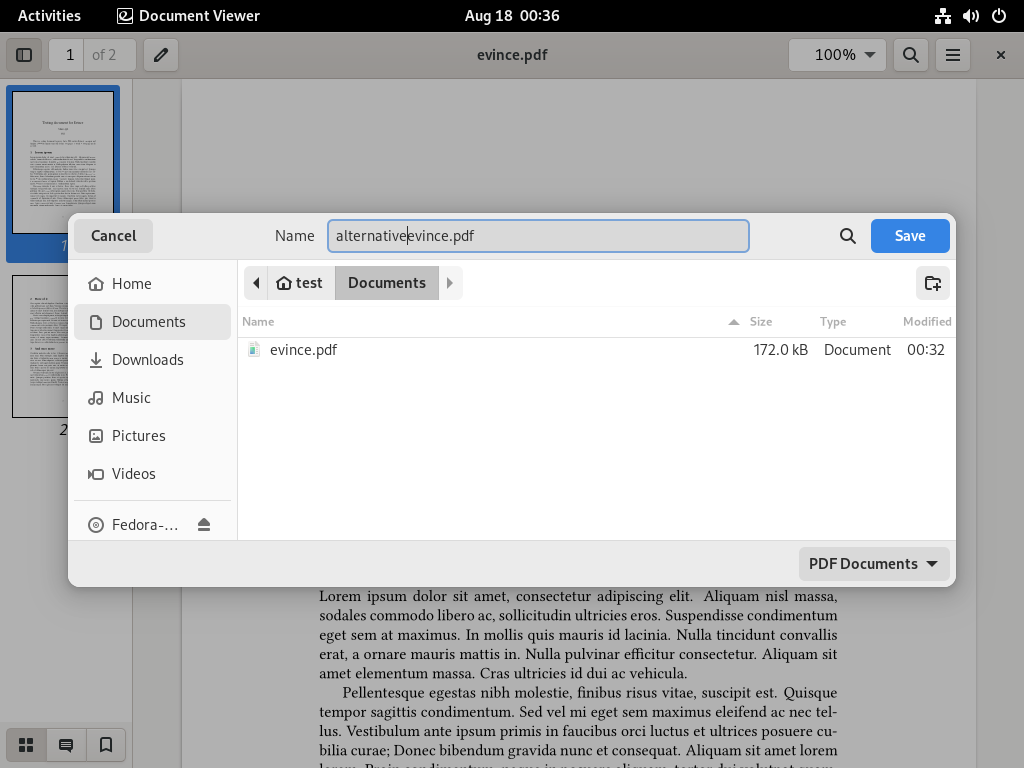 Activities Document Viewer Aug 18 00:36
1 of 2 evince.pdf 100%
Cancel Name alternativeevince.pdf Save
Home test Documents
Documents Name Size Type Modified
evince.pdf 172.0 kB Document 00:32
Downloads
Music
Pictures
Videos
Fedora-...
PDF Documents
1
2
Lorem ipsum dolor sit amet, consectetur adipiscing elit. Aliquam nisl massa,
sodales commodo libero ac, sollicitudin ultricies eros. Suspendisse condimentum
eget sem at maximus. In mollis quis mauris id lacinia. Nulla tincidunt convallis
erat, a ornare mauris mattis in. Nulla pulvinar efficitur consectetur. Aliquam sit
amet elementum massa. Cras ultricies id dui ac vehicula.
Pellentesque egestas nibh molestie, finibus risus vitae, suscipit est. Quisque
tempor sagittis condimentum. Sed vel mi eget sem maximus eleifend ac nec tel-
lus. Vestibulum ante ipsum primis in faucibus orci luctus et ultrices posuere cu-
bilia curae; Donec bibendum gravida nunc et consequat. Aliquam sit amet lorem